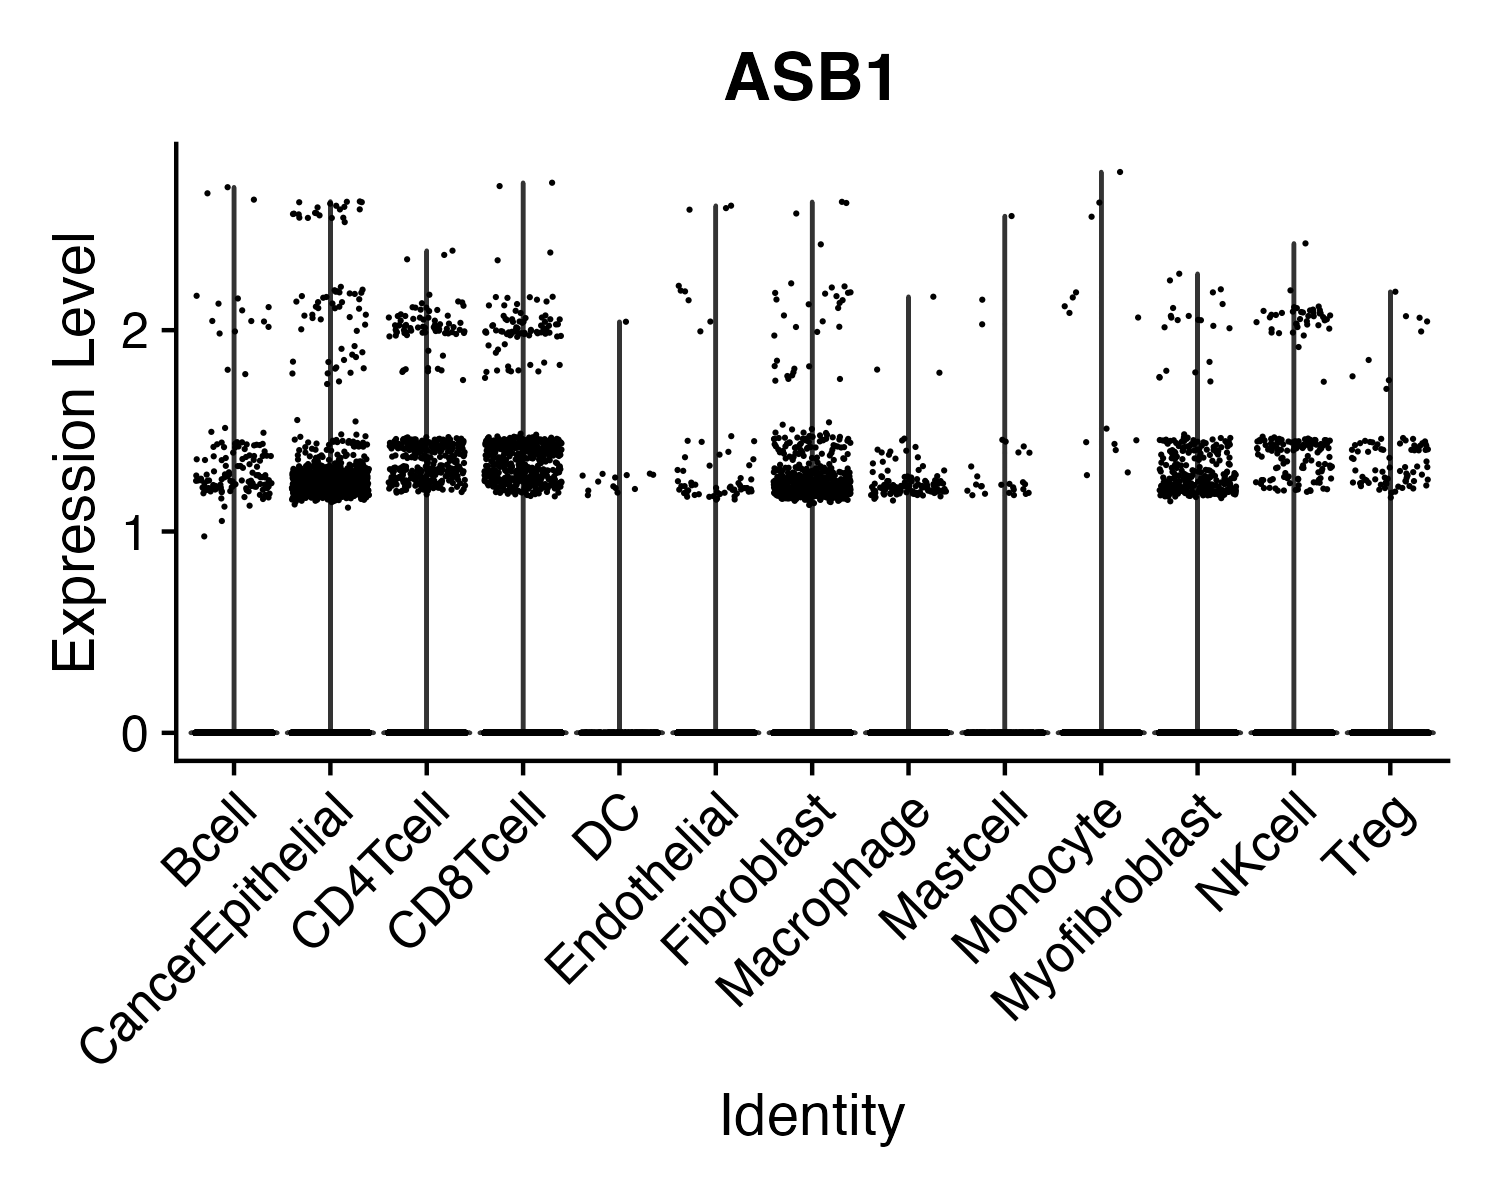 ASB1
Expression Level
2
1
0
Bcell
CancerEpithelial
CD4Tcell
CD8Tcell
DC
Endothelial
Fibroblast
Macrophage
Mastcell
Monocyte
Myofibroblast
NKcell
Treg
Identity